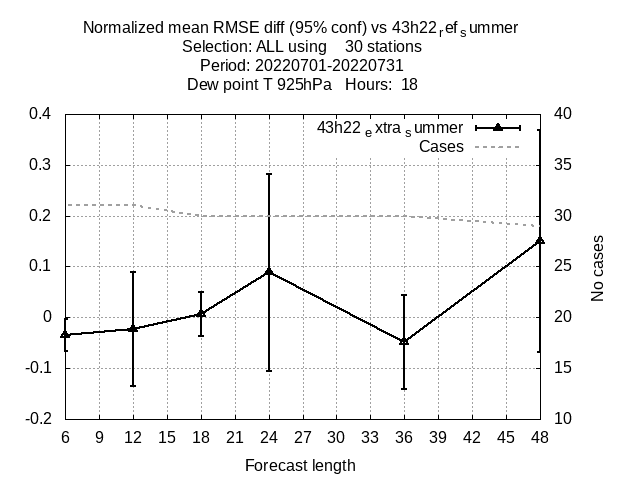 Normalized mean RMSE diff (95% conf) vs 43h22refsummer
Selection: ALL using 30 stations
Period: 20220701-20220731
Dew point T 925hPa Hours: 18
43h22extrasummer
Cases
0.4
0.3
0.2
0.1
0
-0.1
-0.2
40
35
30
25
20
15
10
No cases
6 9 12 15 18 21 24 27 30 33 36 39 42 45 48
Forecast length